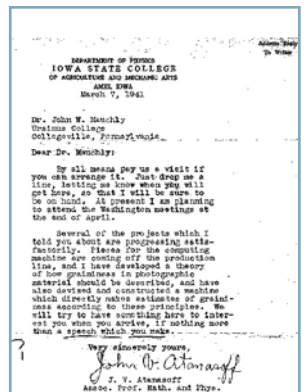 Address Reply
To Writer
DEPARTMENT OF PHYSICS
IOWA STATE COLLEGE
OF AGRICULTURE AND MECHANIC ARTS
AMES, IOWA
March 7, 1941
Dr. John W. Mauchly
Ursinus College
Collegeville, Pennsylvania
Dear Dr. Mauchly:
By all means pay us a visit if
you can arrange it. Just drop me a
line, letting me know when you will
get here, so that I will be sure to
be on hand. At present I am planning
to attend the Washington meetings at
the end of April.
Several of the projects which I
told you about are progressing satis-
factorily. Pieces for the computing
machine are coming off the production
line, and I have developed a theory
of how graininess in photographic
material should be described, and have
also devised and constructed a machine
which directly makes estimates of graini-
ness according to these principles. We
will try to have something here to inter-
est you when you arrive, if nothing more
than a speech which you make.
?
Very sincerely yours,
John V. Atanasoff
J. V. Atanasoff
Assoc. Prof. Math. and Phys.